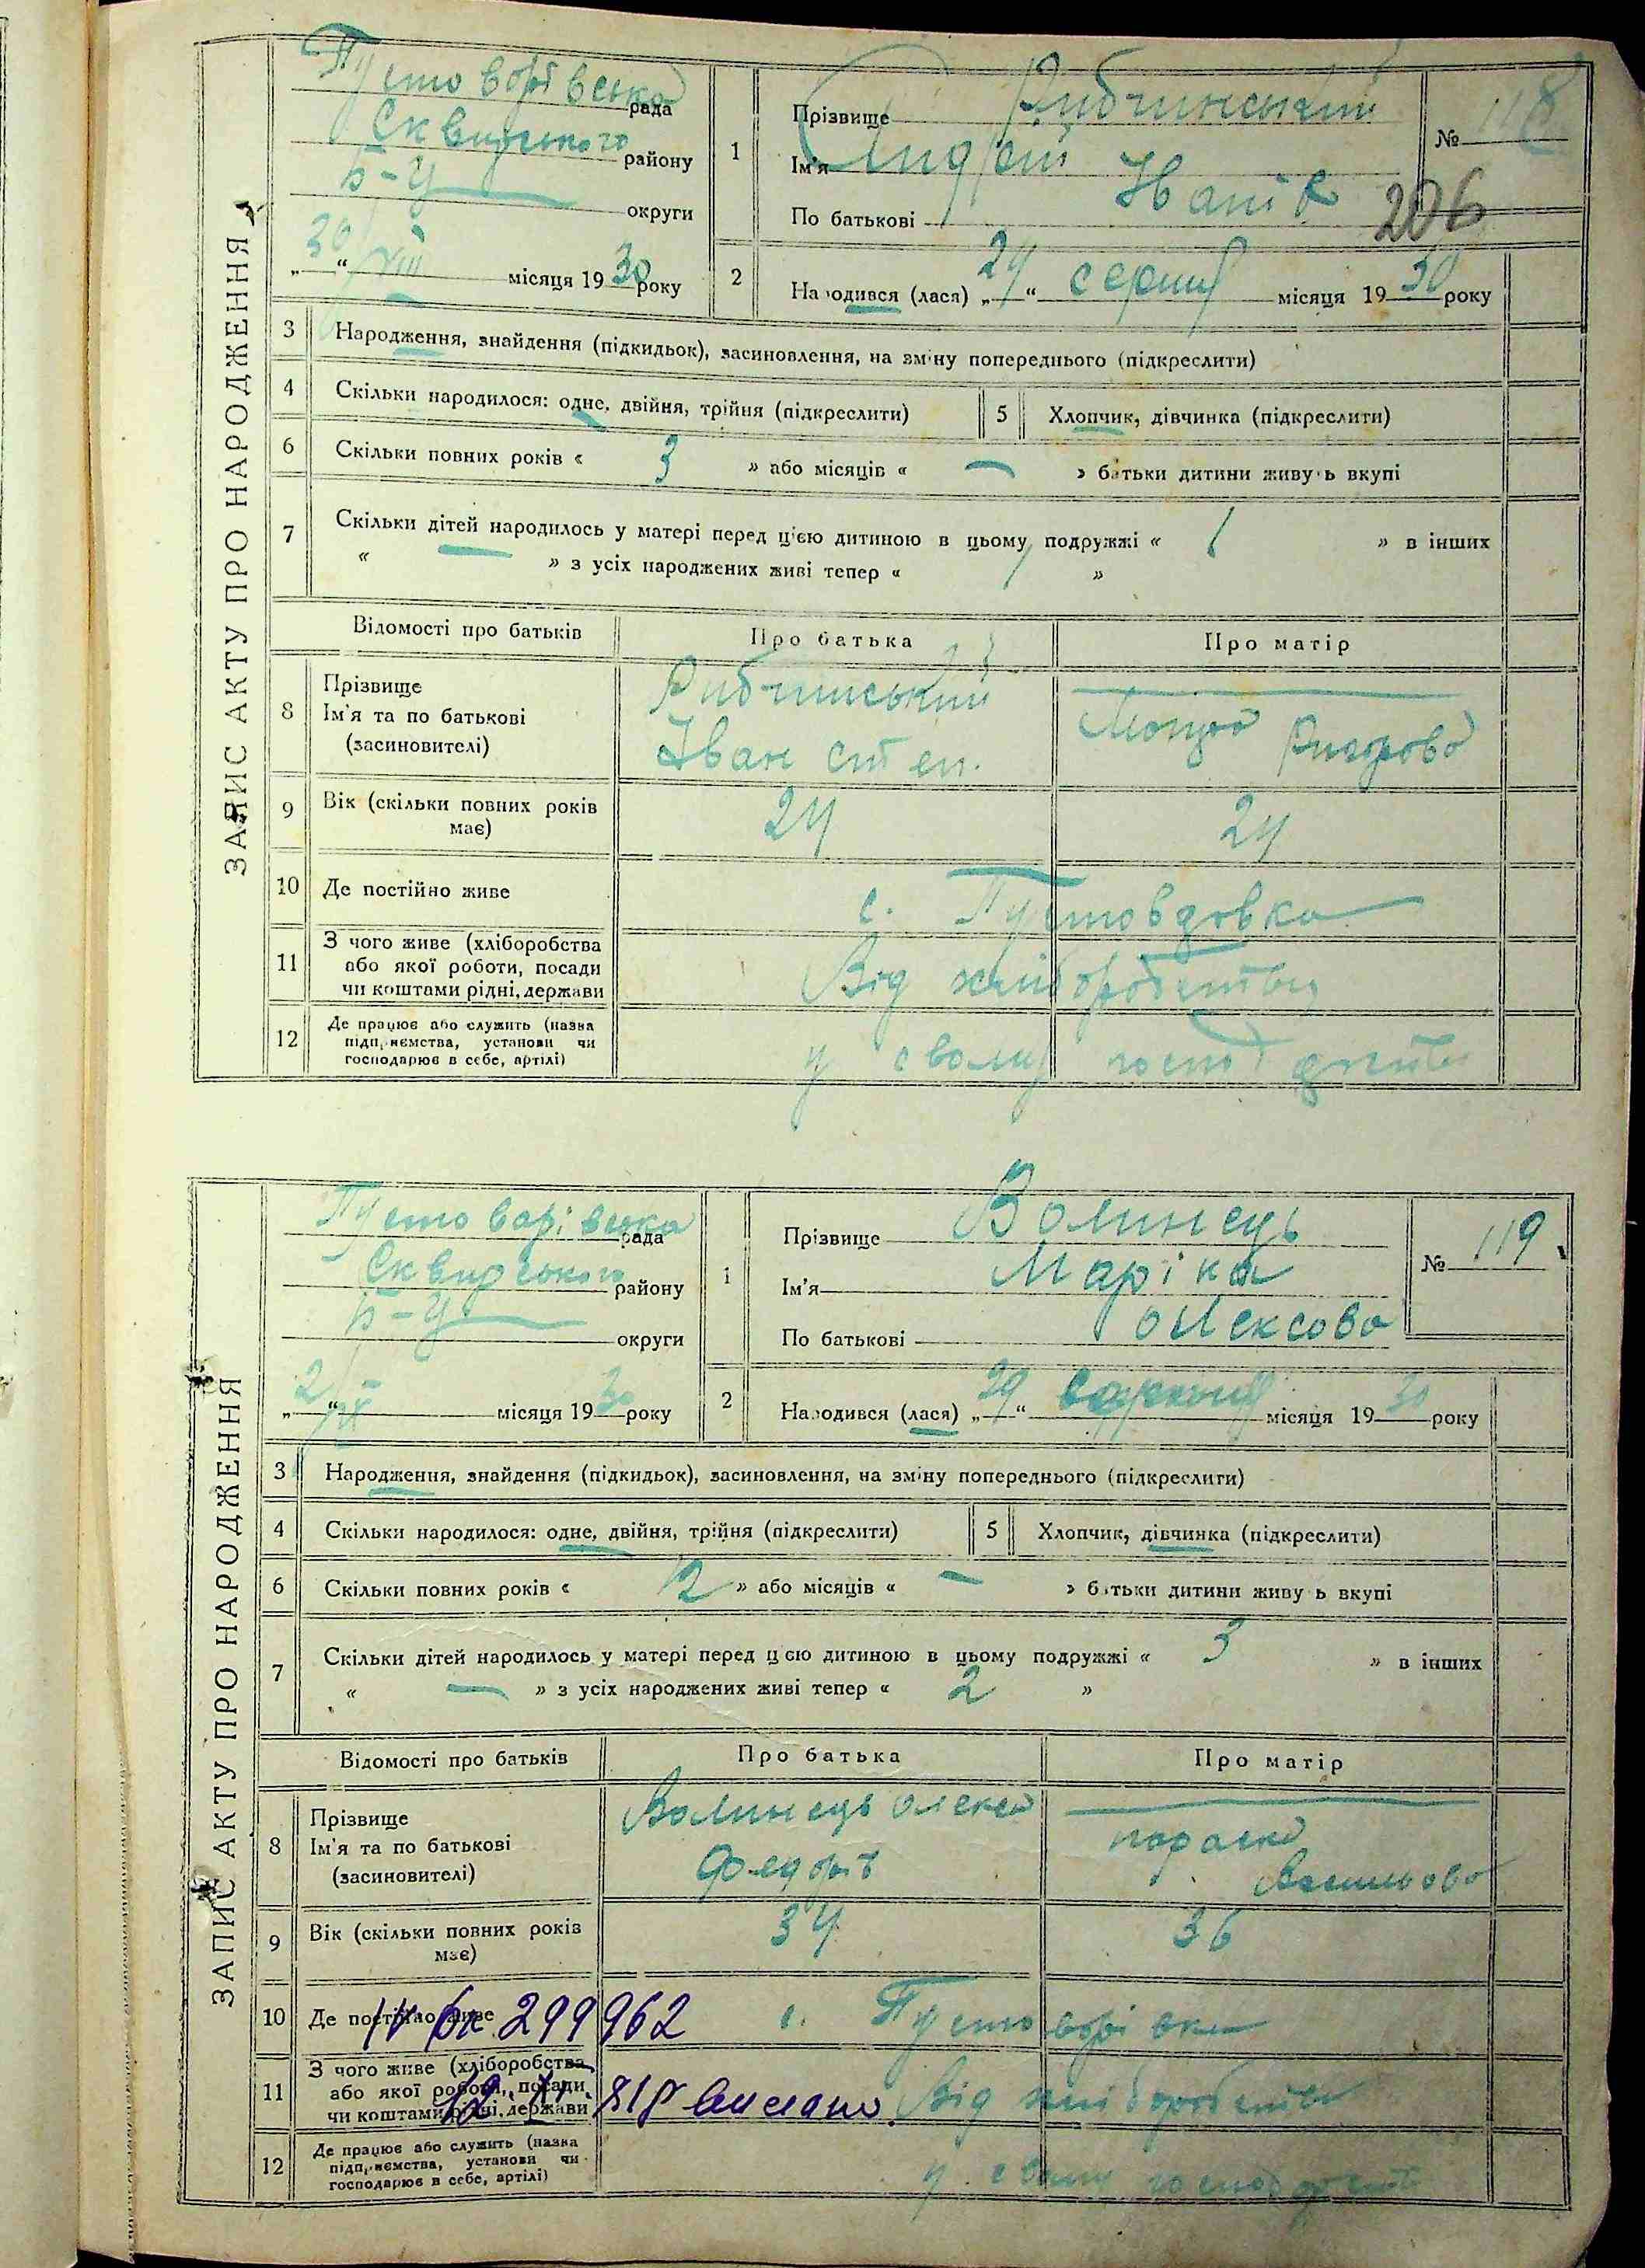 ЗАПИС АКТУ ПРО НАРОДЖЕННЯ
Пустоварівська рада
Сквирського району
Б-Ц округи
„30“ VIII місяця 1930 року
1
Прізвище Рибчинський
Ім'я Андрій
По батькові Іванів
№ 118
206
2
Народився (лася) „24“ серпня місяця 1930 року
3 Народження, знайдення (підкидьок), засиновлення, на зміну попереднього (підкреслити)
4 Скільки народилося: одне, двійня, трійня (підкреслити)
5 Хлопчик, дівчинка (підкреслити)
6 Скільки повних років « 3 » або місяців « — » батьки дитини живуть вкупі
7 Скільки дітей народилось у матері перед цією дитиною в цьому подружжі « 1 » в інших
« — » з усіх народжених живі тепер « 1 »
Відомості про батьків Про батька Про матір
8 Прізвище
Ім'я та по батькові
(засиновителі)
Рибчинський
Іван Степ.
9 Вік (скільки повних років має) 24 24
10 Де постійно живе с.
11 З чого живе (хліборобства
або якої роботи, посади
чи коштами рідні, держави
Від хліборобства
12 Де працює або служить (назва
підприємства, установи чи
господарює в себе, артілі)
у своему господарстві
ЗАПИС АКТУ ПРО НАРОДЖЕННЯ
Пустоварівська рада
Сквирського району
Б-Ц округи
„2“ IX місяця 1930 року
1
Прізвище Волинець
Ім'я Маріка
По батькові Олексова
№ 119
2
Народився (лася) „29“ серпня місяця 1930 року
3 Народження, знайдення (підкидьок), засиновлення, на зміну попереднього (підкреслити)
4 Скільки народилося: одне, двійня, трійня (підкреслити)
5 Хлопчик, дівчинка (підкреслити)
6 Скільки повних років « 12 » або місяців « — » батьки дитини живуть вкупі
7 Скільки дітей народилось у матері перед цією дитиною в цьому подружжі « 3 » в інших
« — » з усіх народжених живі тепер « 2 »
Відомості про батьків Про батька Про матір
8 Прізвище
Ім'я та по батькові
(засиновителі)
Волинець Олекса
Федорів
Параска
Васильова
9 Вік (скільки повних років має) 34 36
10 Де постійно живе с. Пустоварівка
IV бк 299962
11 З чого живе (хліборобства
або якої роботи, посади
чи коштами рідні, держави
Від хліборобства
12 Де працює або служить (назва
підприємства, установи чи
господарює в себе, артілі)
у своему господарстві